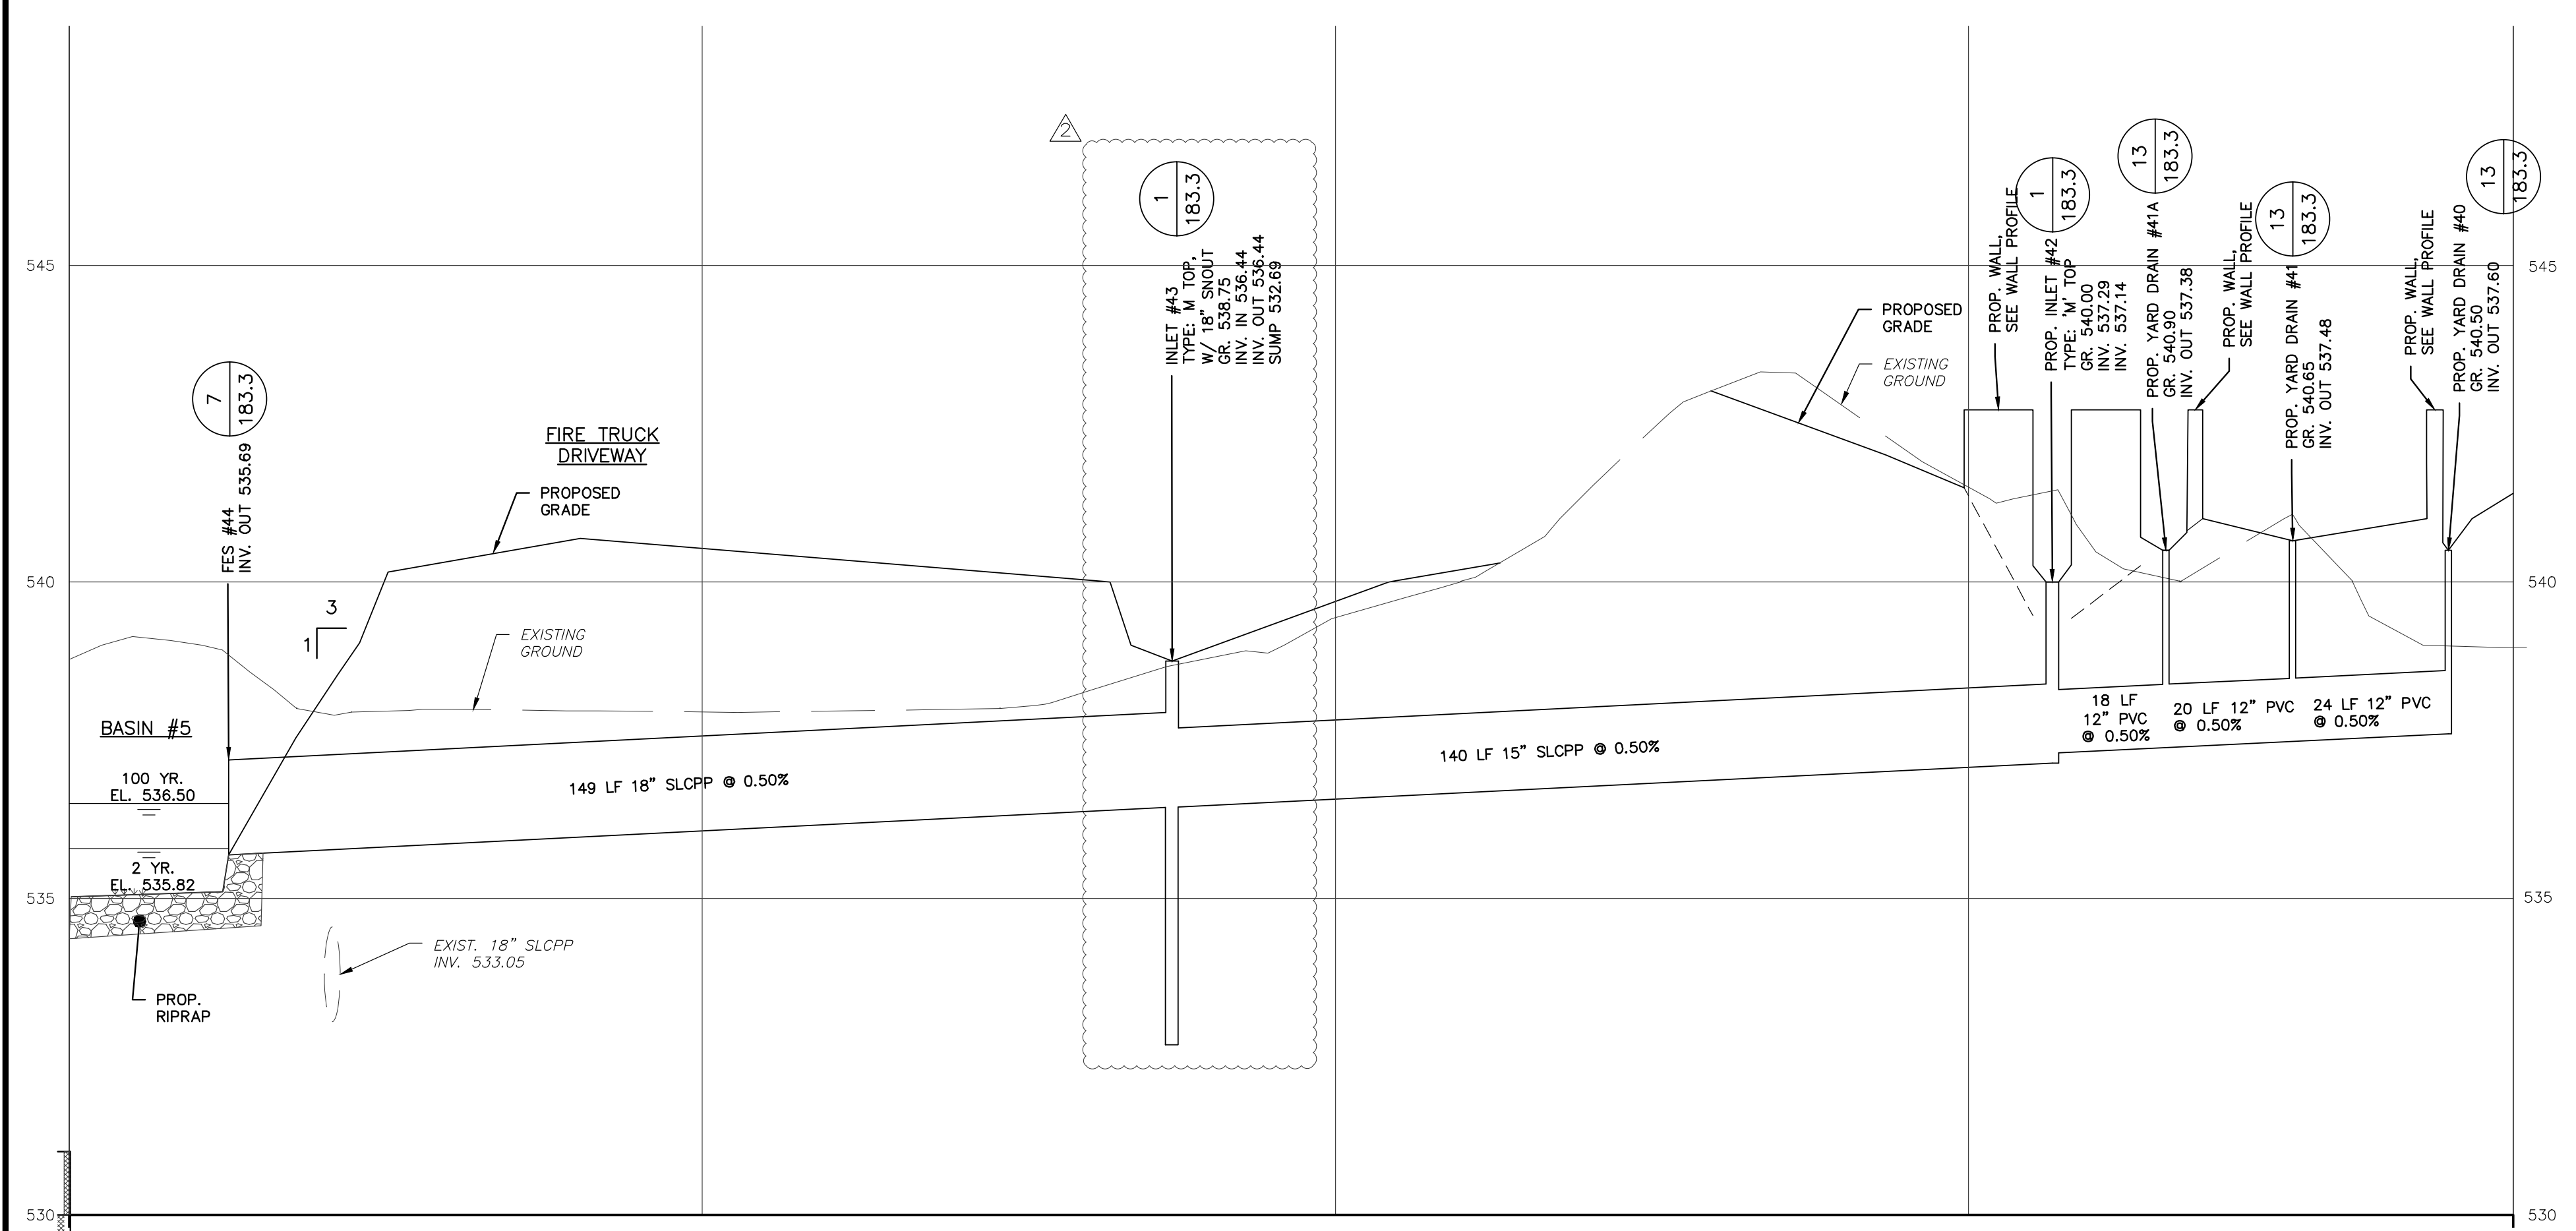 545
540
535
530
545
540
535
530
7
183.3
FES #44
INV. OUT 535.69
FIRE TRUCK
DRIVEWAY
PROPOSED
GRADE
3
1
EXISTING
GROUND
BASIN #5
100 YR.
EL. 536.50
2 YR.
EL. 535.82
PROP.
RIPRAP
EXIST. 18" SLCPP
INV. 533.05
149 LF 18" SLCPP @ 0.50%
2
1
183.3
INLET #43
TYPE: M TOP,
W/ 18" SNOUT
GR. 538.75
INV. IN 536.44
INV. OUT 536.44
SUMP 532.69
140 LF 15" SLCPP @ 0.50%
PROPOSED
GRADE
EXISTING
GROUND
PROP. WALL,
SEE WALL PROFILE
1
183.3
PROP. INLET #42
TYPE: 'M' TOP
GR. 540.00
INV. 537.29
INV. 537.14
13
183.3
PROP. YARD DRAIN #41A
GR. 540.90
INV. OUT 537.38
PROP. WALL,
SEE WALL PROFILE
13
183.3
PROP. YARD DRAIN #41
GR. 540.65
INV. OUT 537.48
PROP. WALL,
SEE WALL PROFILE
13
183.3
PROP. YARD DRAIN #40
GR. 540.50
INV. OUT 537.60
18 LF
12" PVC
@ 0.50%
20 LF 12" PVC
@ 0.50%
24 LF 12" PVC
@ 0.50%